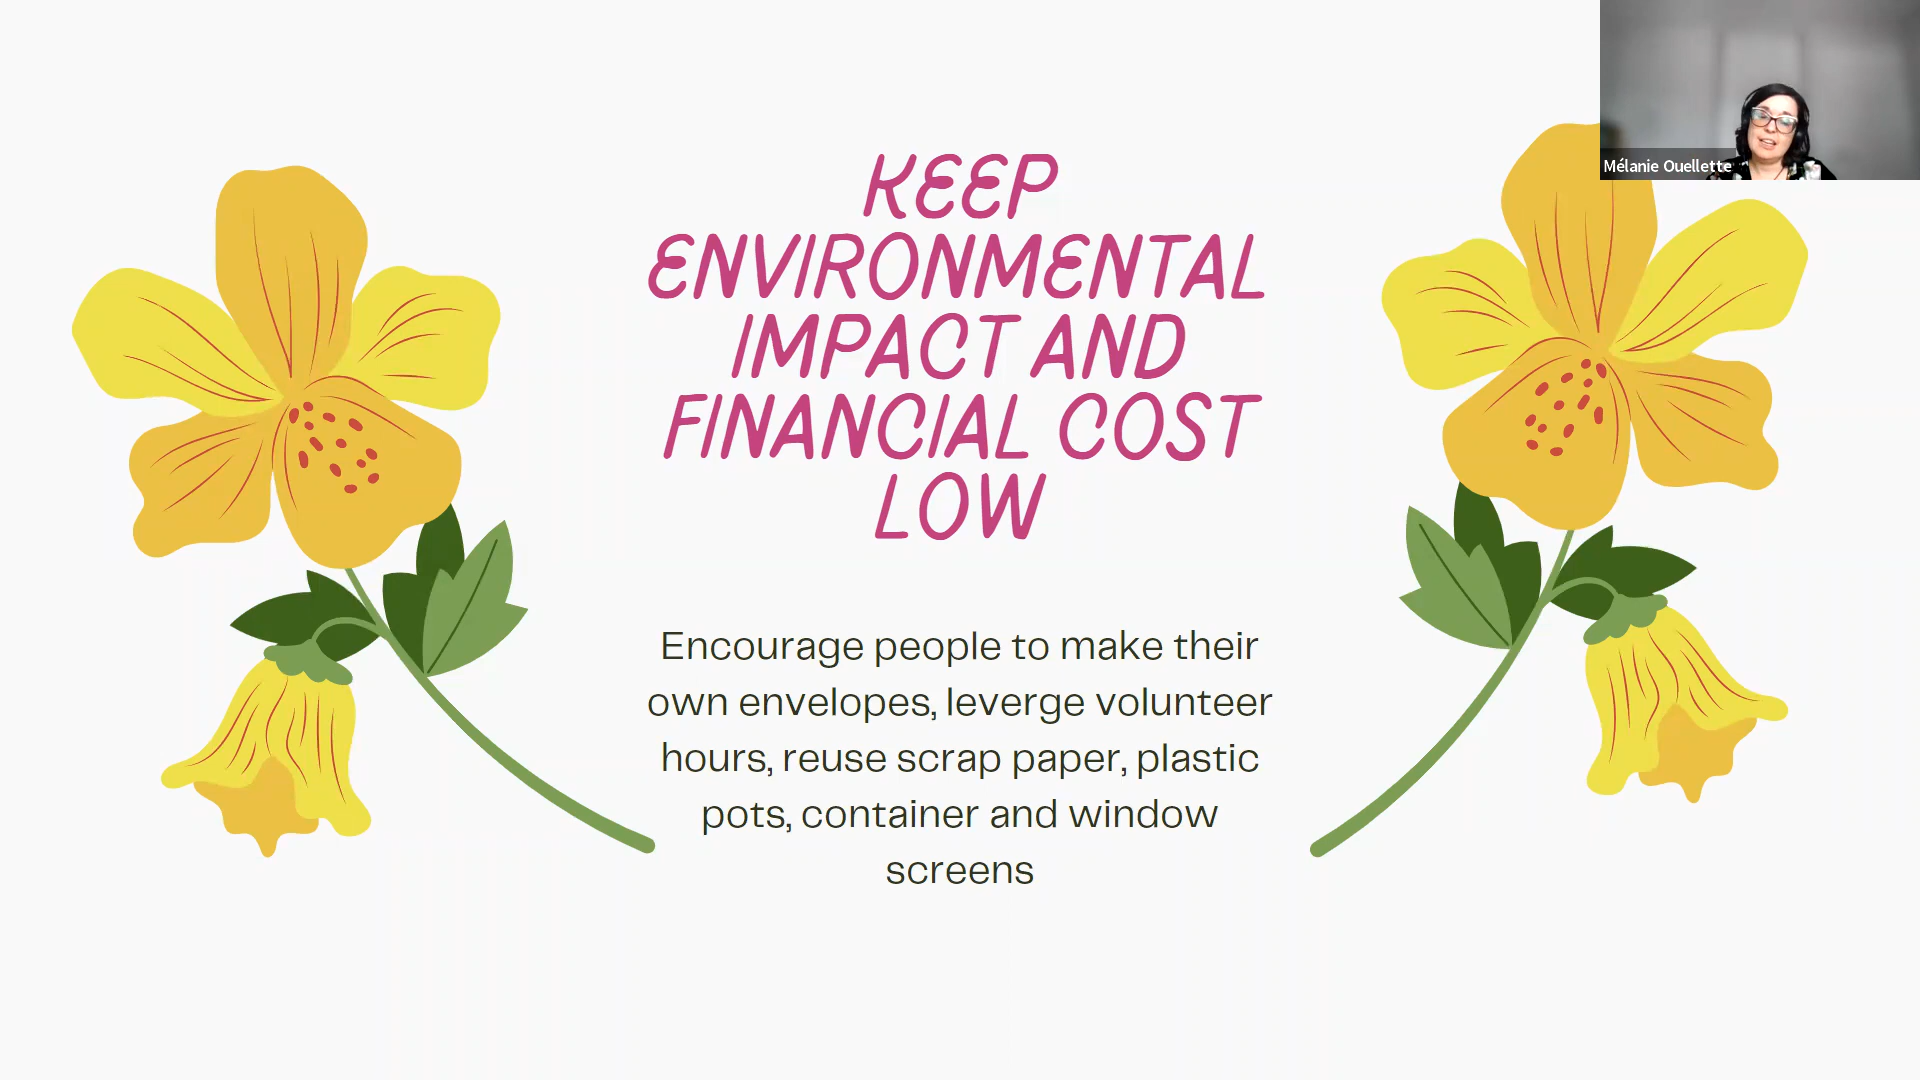 KEEP
ENVIRONMENTAL
IMPACT AND
FINANCIAL COST
LOW
Encourage people to make their
own envelopes, leverge volunteer
hours, reuse scrap paper, plastic
pots, container and window
screens
Mélanie Ouellette